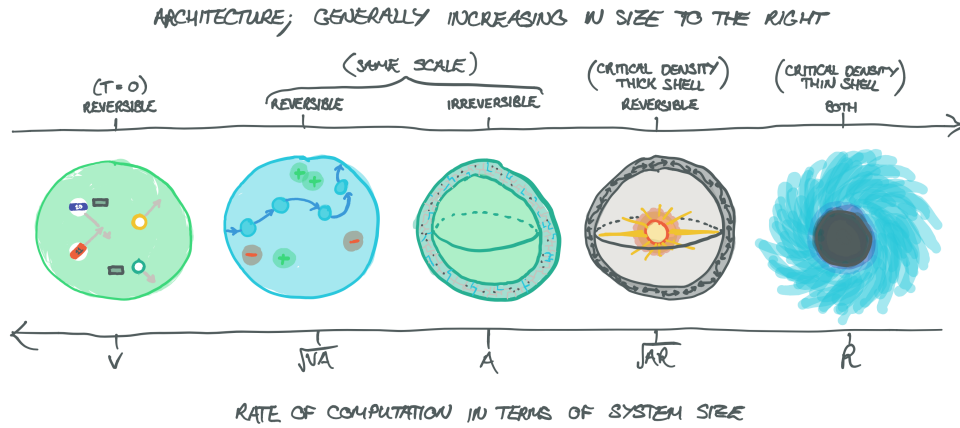 ARCHITECTURE; GENERALLY INCREASING IN SIZE TO THE RIGHT
(SAME SCALE)
(T=0)
REVERSIBLE
REVERSIBLE
IRREVERSIBLE
(CRITICAL DENSITY
THICK SHELL)
REVERSIBLE
(CRITICAL DENSITY
THIN SHELL)
BOTH
+
+
+
−
−
V
√VA
A
√AR
R
RATE OF COMPUTATION IN TERMS OF SYSTEM SIZE